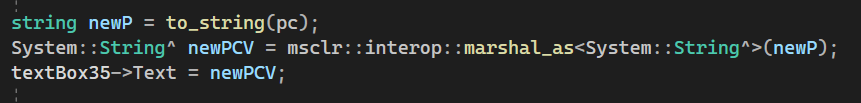 string newP = to_string(pc);
System::String^ newPCV = msclr::interop::marshal_as<System::String^>(newP);
textBox35->Text = newPCV;